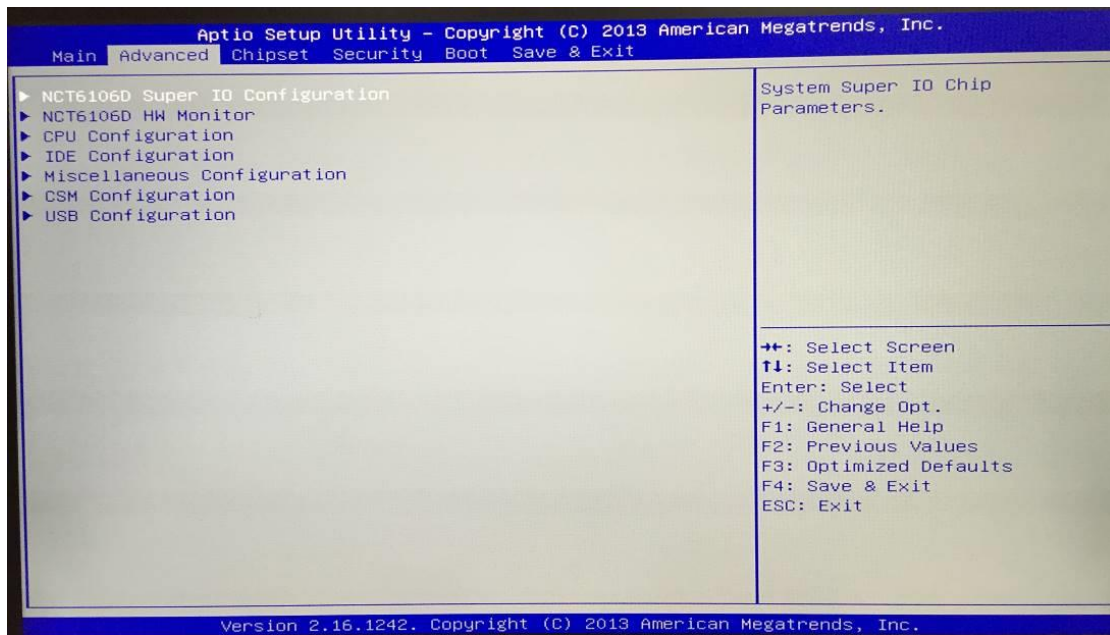 Aptio Setup Utility – Copyright (C) 2013 American Megatrends, Inc.
Main Advanced Chipset Security Boot Save & Exit
► NCT6106D Super IO Configuration
► NCT6106D HW Monitor
► CPU Configuration
► IDE Configuration
► Miscellaneous Configuration
► CSM Configuration
► USB Configuration
System Super IO Chip
Parameters.
→←: Select Screen
↑↓: Select Item
Enter: Select
+/-: Change Opt.
F1: General Help
F2: Previous Values
F3: Optimized Defaults
F4: Save & Exit
ESC: Exit
Version 2.16.1242. Copyright (C) 2013 American Megatrends, Inc.